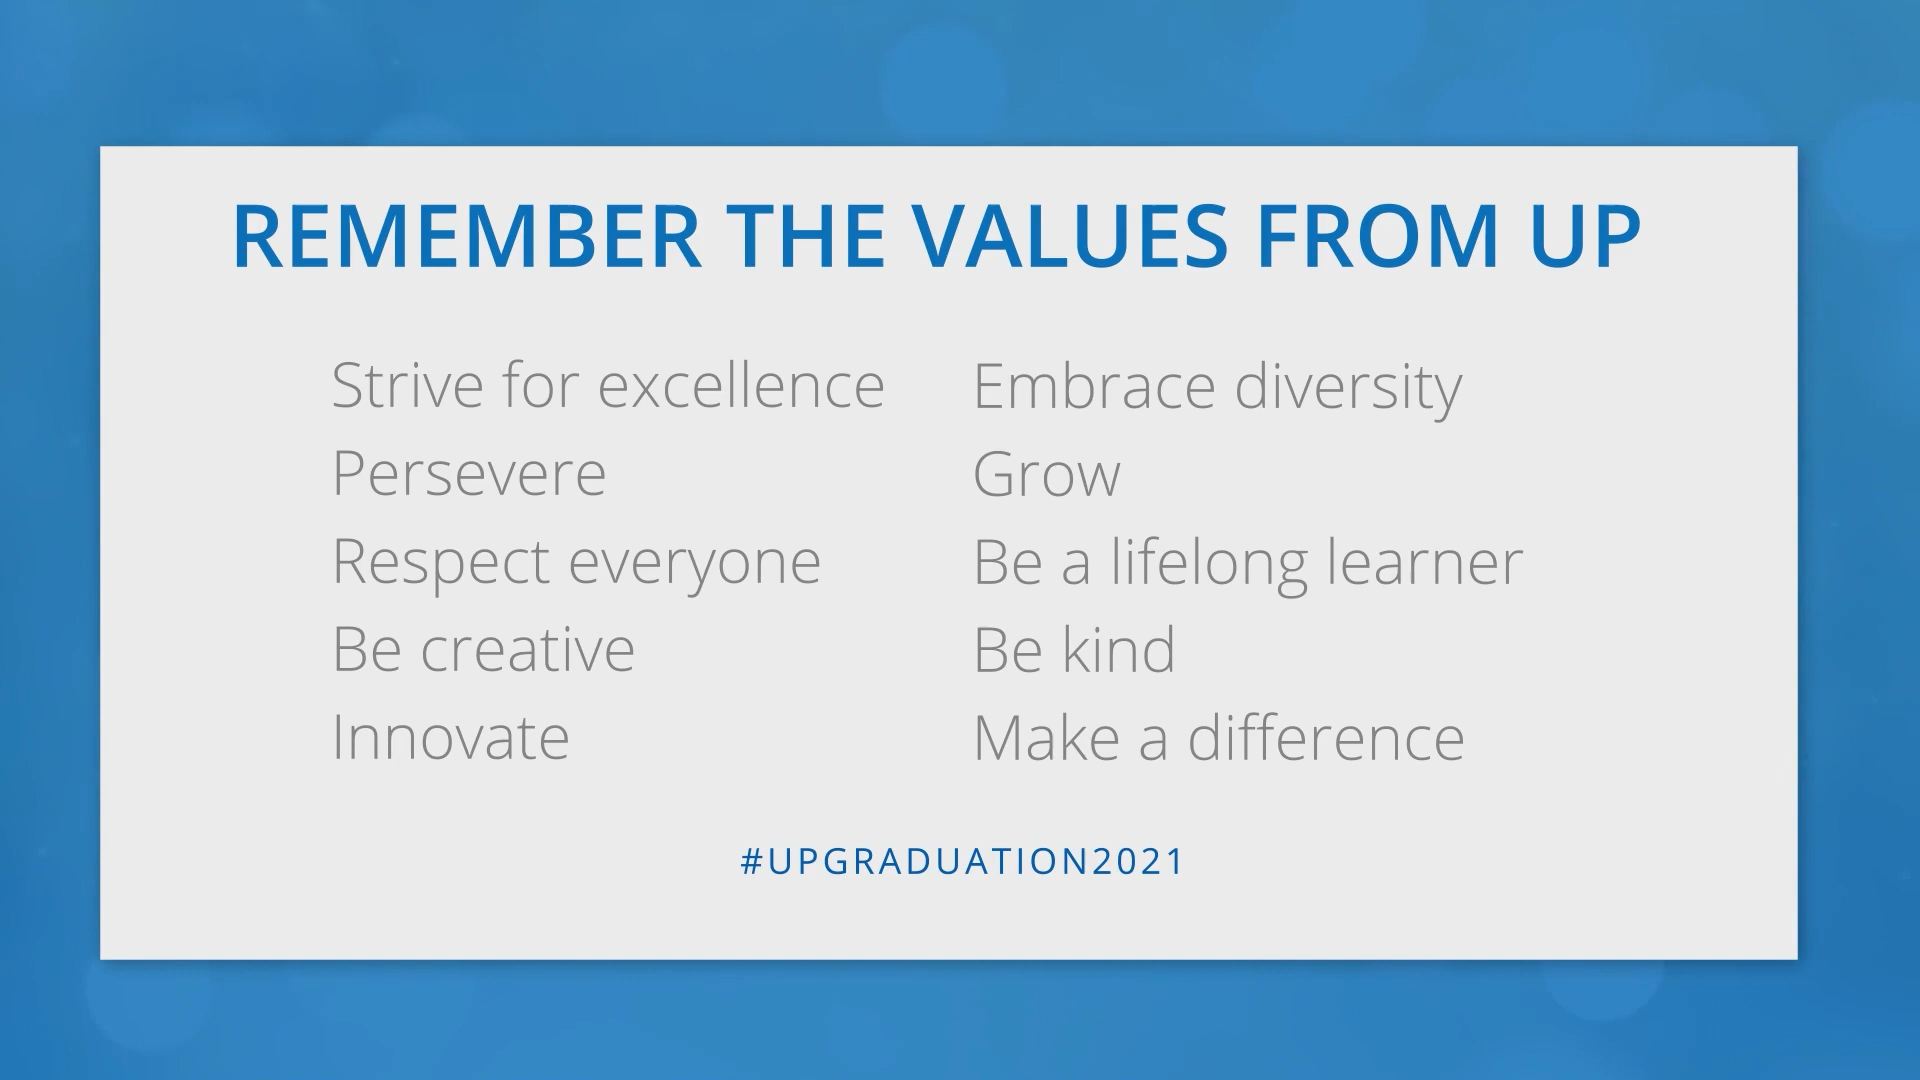 REMEMBER THE VALUES FROM UP
Strive for excellence
Persevere
Respect everyone
Be creative
Innovate
Embrace diversity
Grow
Be a lifelong learner
Be kind
Make a difference
#UPGRADUATION2021